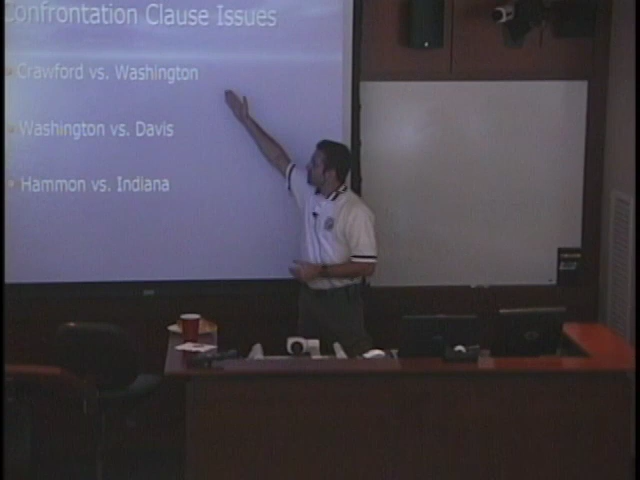 Confrontation Clause Issues
Crawford vs. Washington
Washington vs. Davis
Hammon vs. Indiana